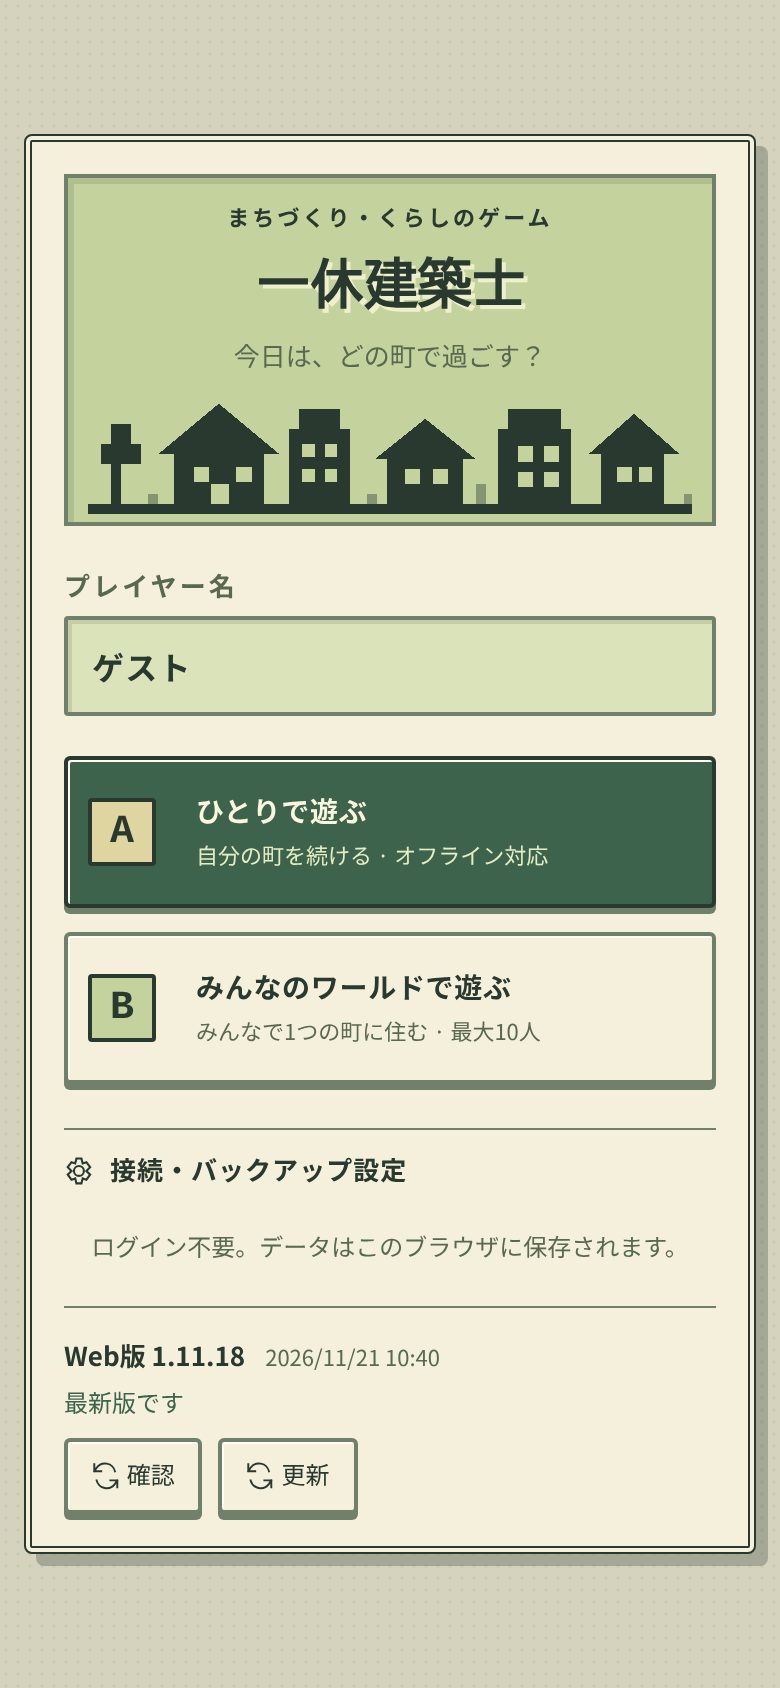 まちづくり・くらしのゲーム
一休建築士
今日は、どの町で過ごす？
プレイヤー名
ゲスト
A
ひとりで遊ぶ
自分の町を続ける · オフライン対応
B
みんなのワールドで遊ぶ
みんなで1つの町に住む · 最大10人
接続・バックアップ設定
ログイン不要。データはこのブラウザに保存されます。
Web版 1.11.18 2026/11/21 10:40
最新版です
確認 更新